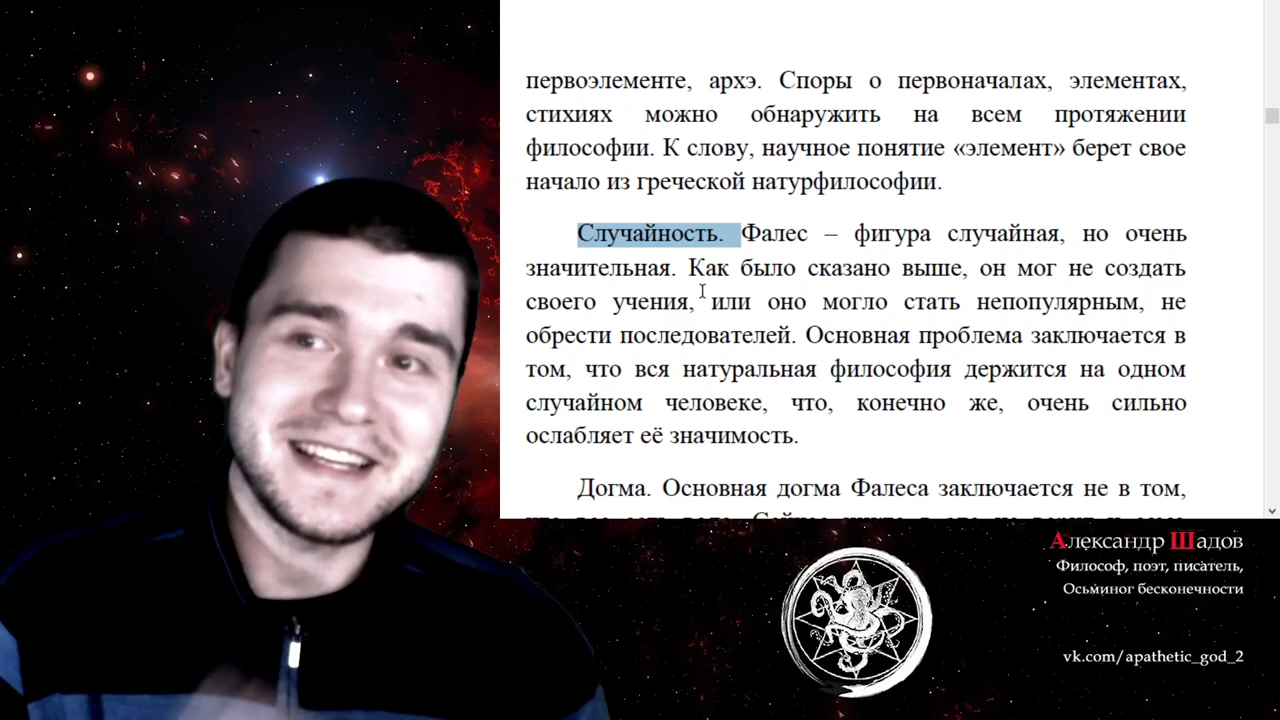 первоэлементе, архэ. Споры о первоначалах, элементах,
стихиях можно обнаружить на всем протяжении
философии. К слову, научное понятие «элемент» берет свое
начало из греческой натурфилософии.
Случайность. Фалес – фигура случайная, но очень
значительная. Как было сказано выше, он мог не создать
своего учения, или оно могло стать непопулярным, не
обрести последователей. Основная проблема заключается в
том, что вся натуральная философия держится на одном
случайном человеке, что, конечно же, очень сильно
ослабляет её значимость.
Догма. Основная догма Фалеса заключается не в том,
Александр Шадов
Философ, поэт, писатель,
Осьминог бесконечности
vk.com/apathetic_god_2